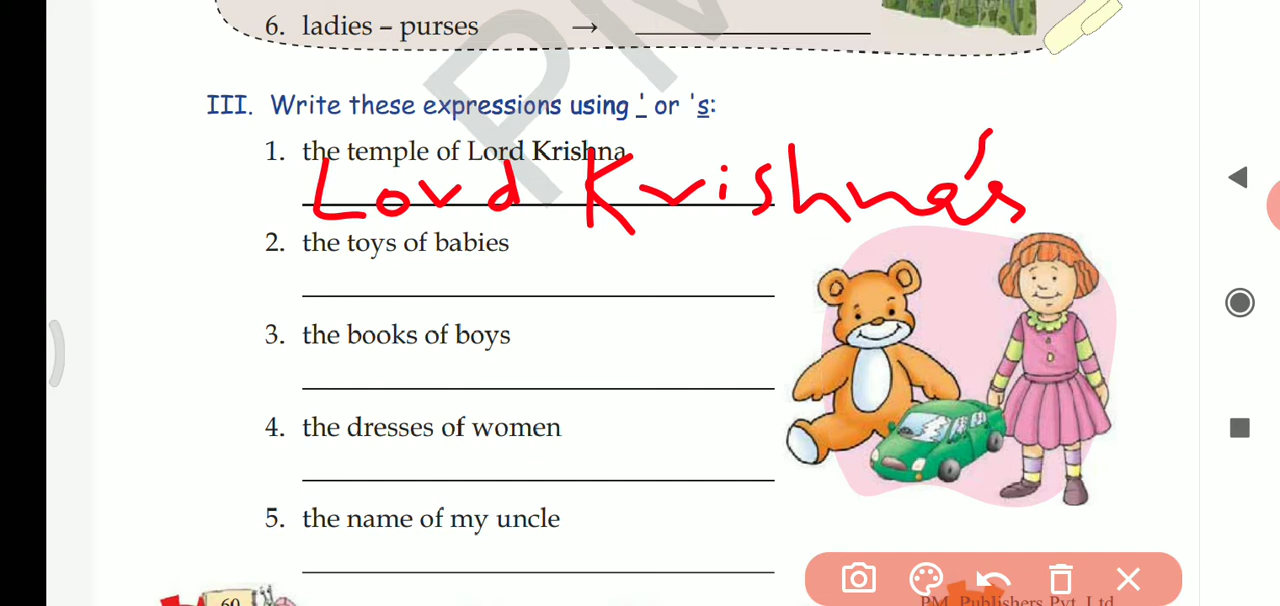 6. ladies – purses → 
III. Write these expressions using ' or 's:
1. the temple of Lord Krishna
Lord Krishna's
2. the toys of babies
3. the books of boys
4. the dresses of women
5. the name of my uncle
60
PM Publishers Pvt. Ltd.